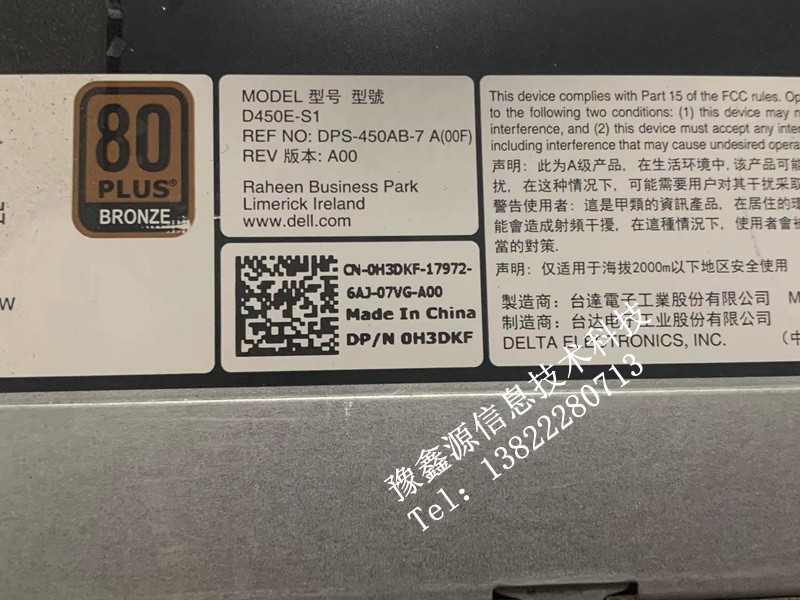 80
PLUS®
BRONZE
MODEL 型号 型號
D450E-S1
REF NO: DPS-450AB-7 A(00F)
REV 版本: A00
Raheen Business Park
Limerick Ireland
www.dell.com
CN-0H3DKF-17972-
6AJ-07VG-A00
Made In China
DP/N 0H3DKF
This device complies with Part 15 of the FCC rules. Oper
to the following two conditions: (1) this device may n
interference, and (2) this device must accept any inte
including interference that may cause undesired opera
声明: 此为A级产品, 在生活环境中,该产品可能
扰, 在这种情况下, 可能需要用户对其干扰采取
警告使用者: 這是甲類的資訊產品, 在居住的環
能會造成射頻干擾, 在這種情況下, 使用者會被
當的對策.
声明: 仅适用于海拔2000m以下地区安全使用
製造商: 台達電子工業股份有限公司
制造商: 台达电子工业股份有限公司
DELTA ELECTRONICS, INC.
豫鑫源信息技术科技
Tel: 13822280713